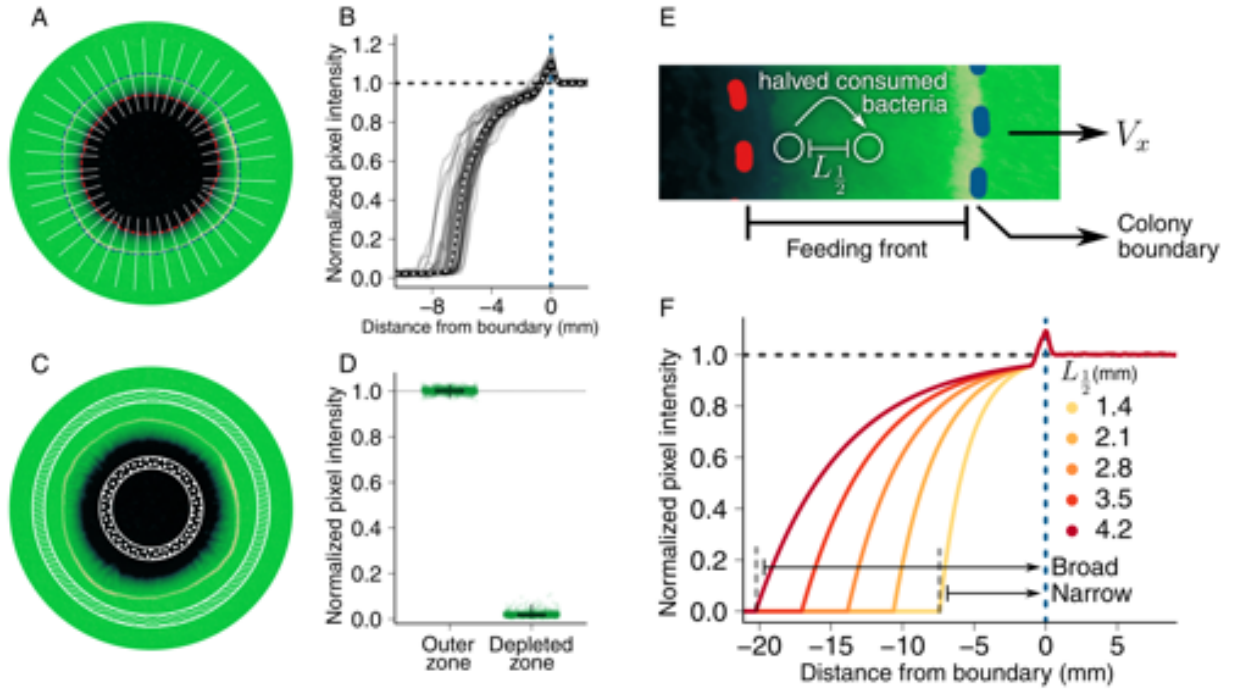 A
B
Normalized pixel intensity
1.2
1.0
0.8
0.6
0.4
0.2
0.0
−8
−4
0
Distance from boundary (mm)
C
D
Normalized pixel intensity
1.0
0.8
0.6
0.4
0.2
0.0
Outer
zone
Depleted
zone
E
halved consumed
bacteria
L 1/2
Vx
Feeding front
Colony
boundary
F
Normalized pixel intensity
1.0
0.8
0.6
0.4
0.2
0.0
L 1/2 (mm)
1.4
2.1
2.8
3.5
4.2
Broad
Narrow
−20
−15
−10
−5
0
5
Distance from boundary (mm)